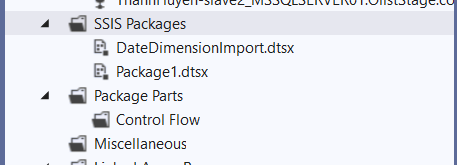 SSIS Packages
DateDimensionImport.dtsx
Package1.dtsx
Package Parts
Control Flow
Miscellaneous